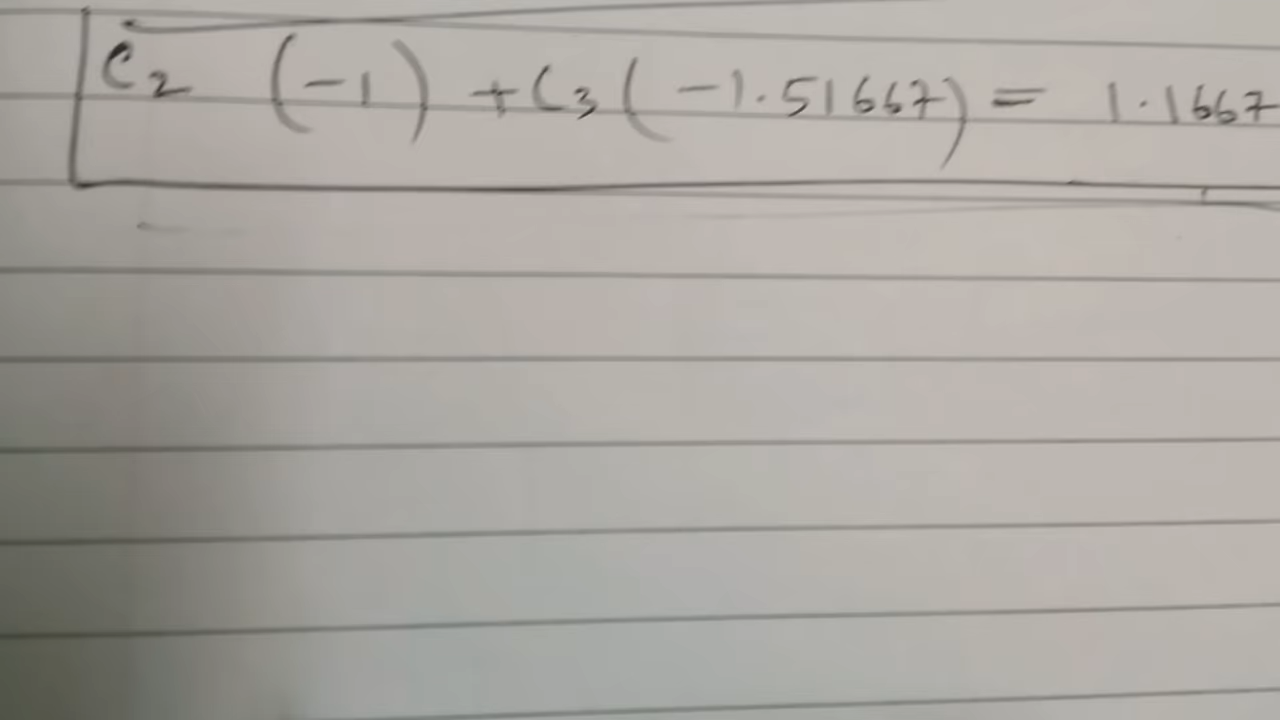 C₂ (-1) + C₃ (-1.51667) = 1.1667